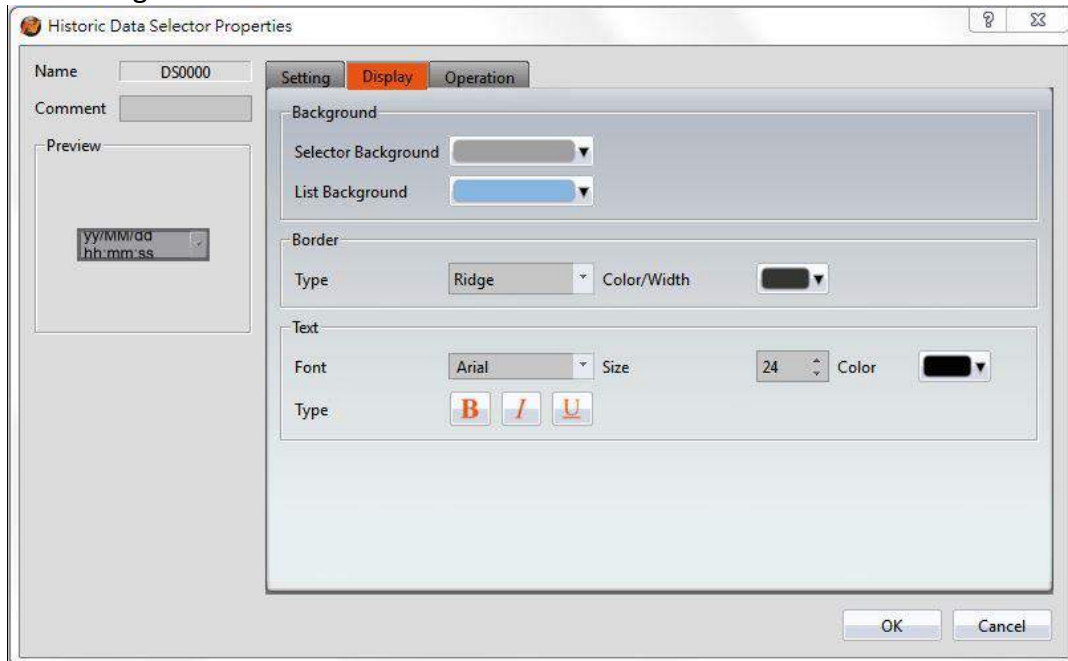 Historic Data Selector Properties
Name DS0000
Comment
Preview
yy/MM/dd
hh:mm:ss
Setting Display Operation
Background
Selector Background
List Background
Border
Type Ridge Color/Width
Text
Font Arial Size 24 Color
Type B I U
OK Cancel